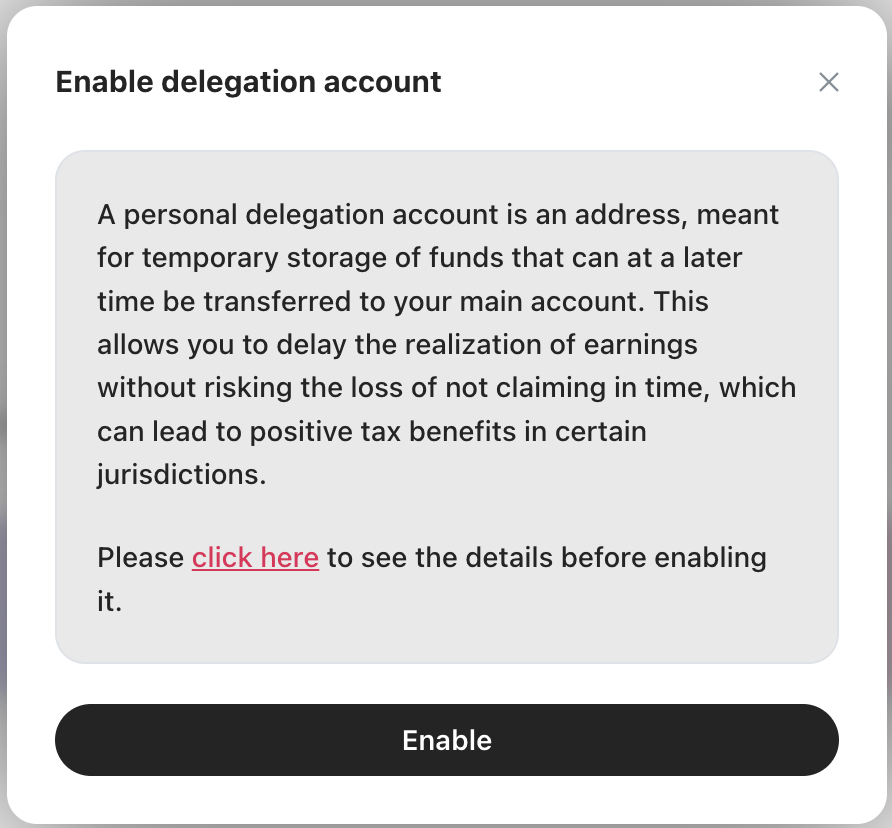 Enable delegation account
A personal delegation account is an address, meant
for temporary storage of funds that can at a later
time be transferred to your main account. This
allows you to delay the realization of earnings
without risking the loss of not claiming in time, which
can lead to positive tax benefits in certain
jurisdictions.
Please click here to see the details before enabling
it.
Enable